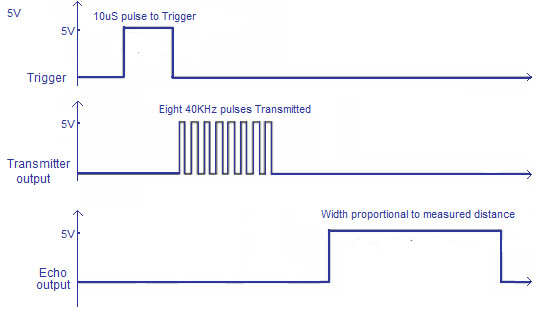 5V
10uS pulse to Trigger
5V
Trigger
Eight 40KHz pulses Transmitted
5V
Transmitter
output
Width proportional to measured distance
5V
Echo
output